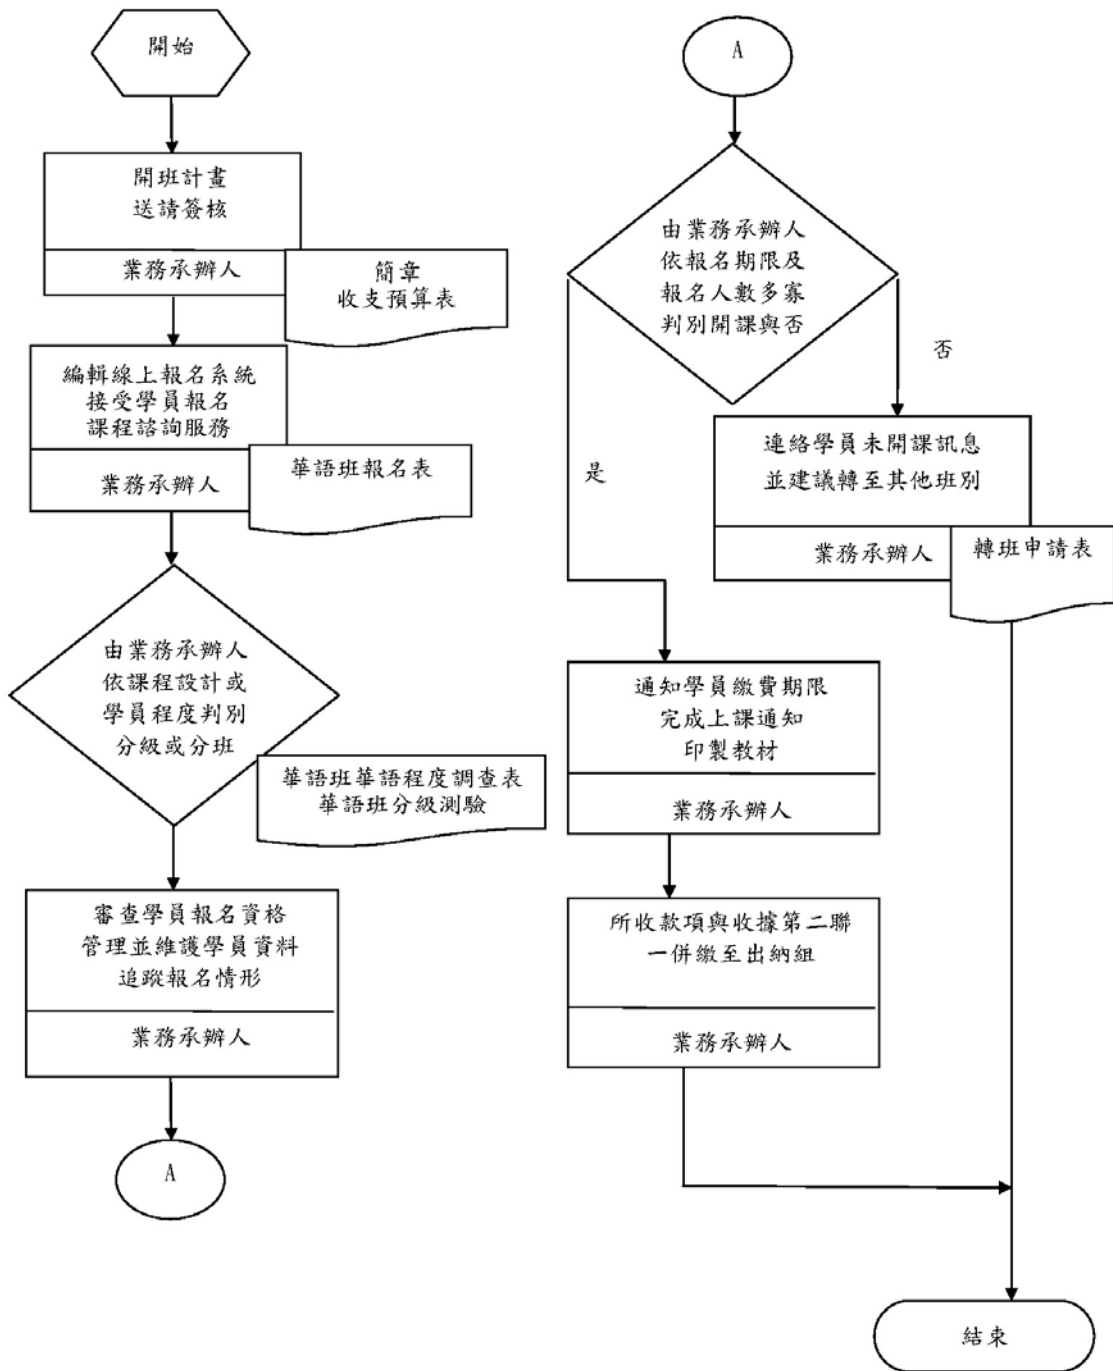 開始
開班計畫
送請簽核
業務承辦人
簡章
收支預算表
編輯線上報名系統
接受學員報名
課程諮詢服務
業務承辦人
華語班報名表
由業務承辦人
依課程設計或
學員程度判別
分級或分班
華語班華語程度調查表
華語班分級測驗
審查學員報名資格
管理並維護學員資料
追蹤報名情形
業務承辦人
A
A
由業務承辦人
依報名期限及
報名人數多寡
判別開課與否
否
連絡學員未開課訊息
並建議轉至其他班別
業務承辦人
轉班申請表
是
通知學員繳費期限
完成上課通知
印製教材
業務承辦人
所收款項與收據第二聯
一併繳至出納組
業務承辦人
結束